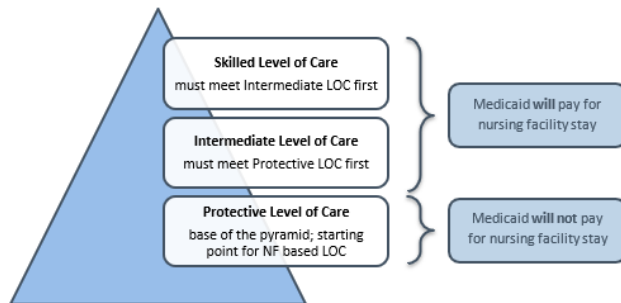 Skilled Level of Care
must meet Intermediate LOC first
Intermediate Level of Care
must meet Protective LOC first
Protective Level of Care
base of the pyramid; starting
point for NF based LOC
Medicaid will pay for
nursing facility stay
Medicaid will not pay
for nursing facility stay